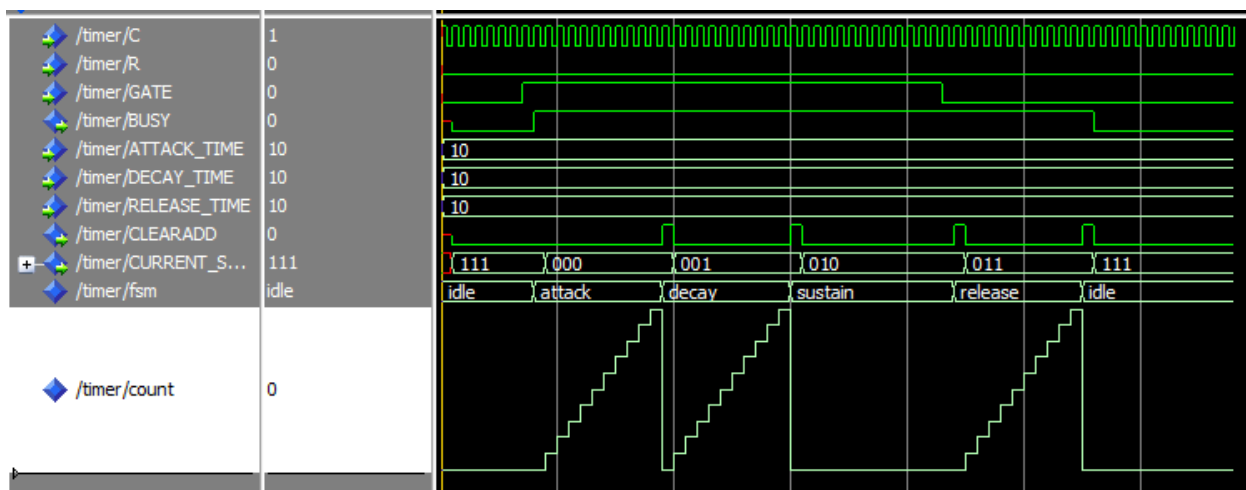 /timer/C 1
/timer/R 0
/timer/GATE 0
/timer/BUSY 0
/timer/ATTACK_TIME 10 10
/timer/DECAY_TIME 10 10
/timer/RELEASE_TIME 10 10
/timer/CLEARADD 0
/timer/CURRENT_S... 111 111 000 001 010 011 111
/timer/fsm idle idle attack decay sustain release idle
/timer/count 0